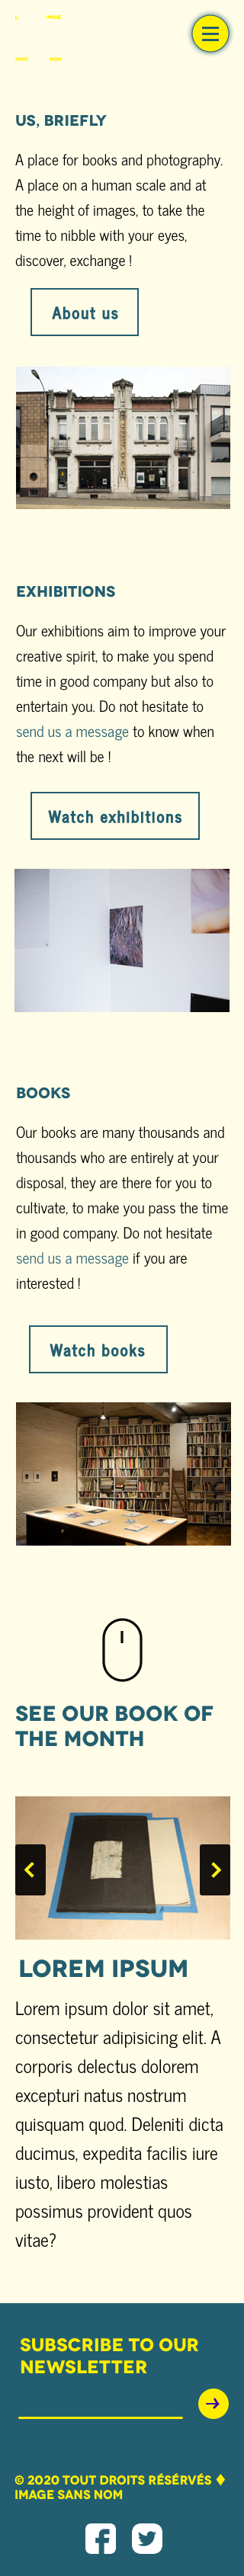 L' IMAGE
SANS NOM
US, BRIEFLY
A place for books and photography.
A place on a human scale and at
the height of images, to take the
time to nibble with your eyes,
discover, exchange !
About us
EXHIBITIONS
Our exhibitions aim to improve your
creative spirit, to make you spend
time in good company but also to
entertain you. Do not hesitate to
send us a message to know when
the next will be !
Watch exhibitions
BOOKS
Our books are many thousands and
thousands who are entirely at your
disposal, they are there for you to
cultivate, to make you pass the time
in good company. Do not hesitate
send us a message if you are
interested !
Watch books
SEE OUR BOOK OF
THE MONTH
LOREM IPSUM
Lorem ipsum dolor sit amet,
consectetur adipisicing elit. A
corporis delectus dolorem
excepturi natus nostrum
quisquam quod. Deleniti dicta
ducimus, expedita facilis iure
iusto, libero molestias
possimus provident quos
vitae?
SUBSCRIBE TO OUR
NEWSLETTER
© 2020 TOUT DROITS RÉSÉRVÉS ♦
IMAGE SANS NOM